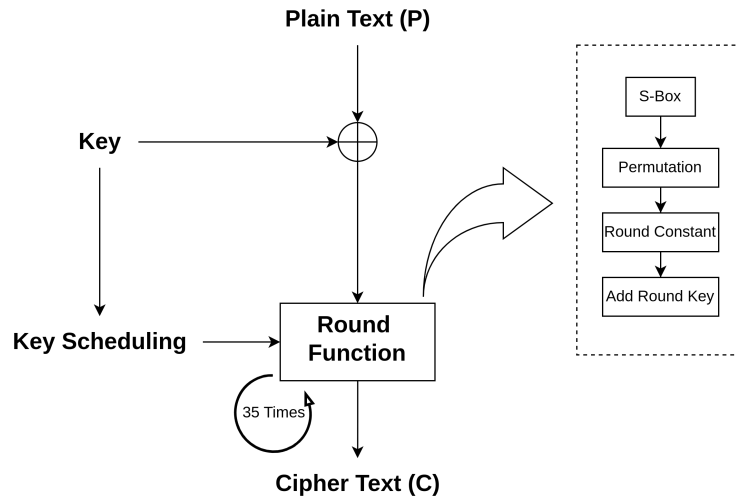 Plain Text (P)
Key
Key Scheduling
Round
Function
35 Times
Cipher Text (C)
S-Box
Permutation
Round Constant
Add Round Key